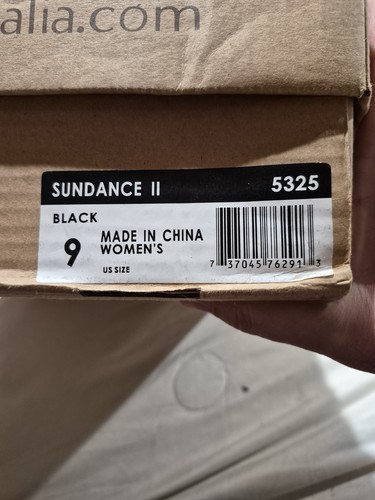 alia.com
SUNDANCE II 5325
BLACK
9 MADE IN CHINA
WOMEN'S
US SIZE
7 37045 76291 3